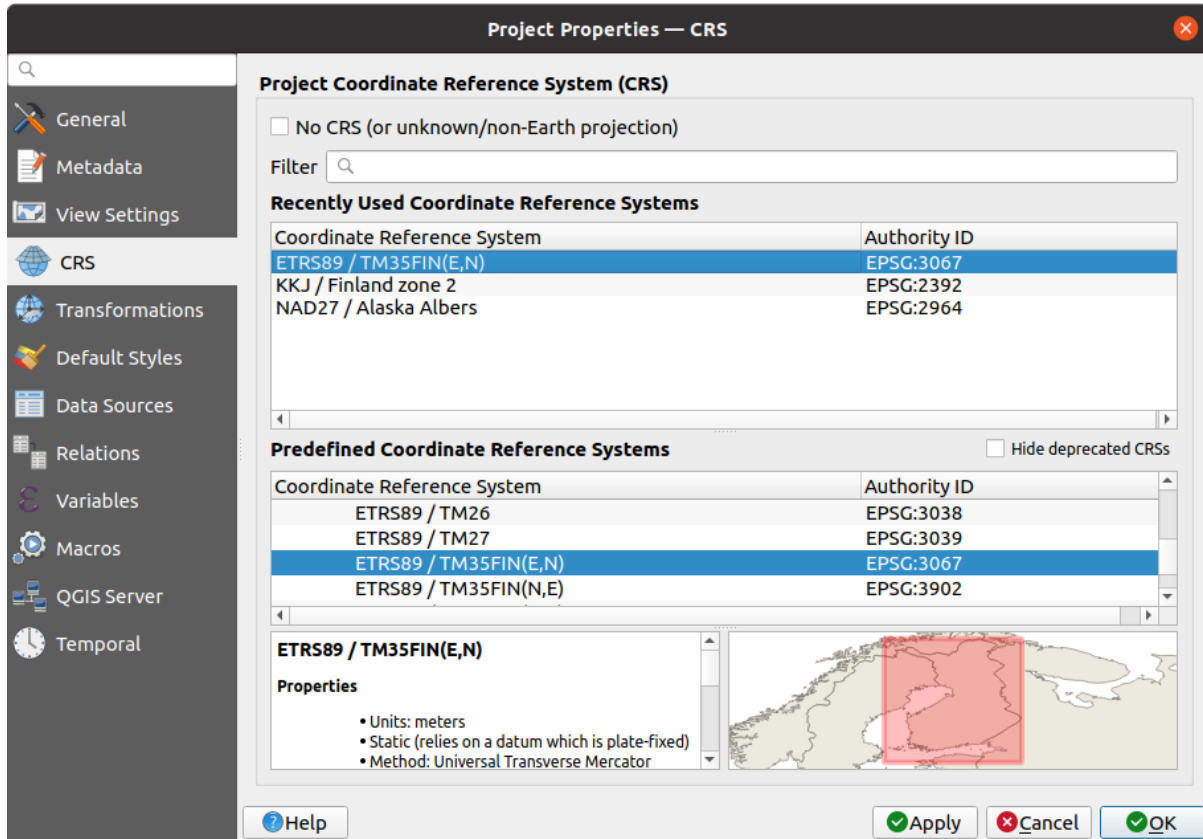 Project Properties — CRS
General
Metadata
View Settings
CRS
Transformations
Default Styles
Data Sources
Relations
Variables
Macros
QGIS Server
Temporal
Project Coordinate Reference System (CRS)
No CRS (or unknown/non-Earth projection)
Filter
Recently Used Coordinate Reference Systems
Coordinate Reference System Authority ID
ETRS89 / TM35FIN(E,N) EPSG:3067
KKJ / Finland zone 2 EPSG:2392
NAD27 / Alaska Albers EPSG:2964
Predefined Coordinate Reference Systems Hide deprecated CRSs
Coordinate Reference System Authority ID
ETRS89 / TM26 EPSG:3038
ETRS89 / TM27 EPSG:3039
ETRS89 / TM35FIN(E,N) EPSG:3067
ETRS89 / TM35FIN(N,E) EPSG:3902
ETRS89 / TM35FIN(E,N)
Properties
• Units: meters
• Static (relies on a datum which is plate-fixed)
• Method: Universal Transverse Mercator
Help Apply Cancel OK